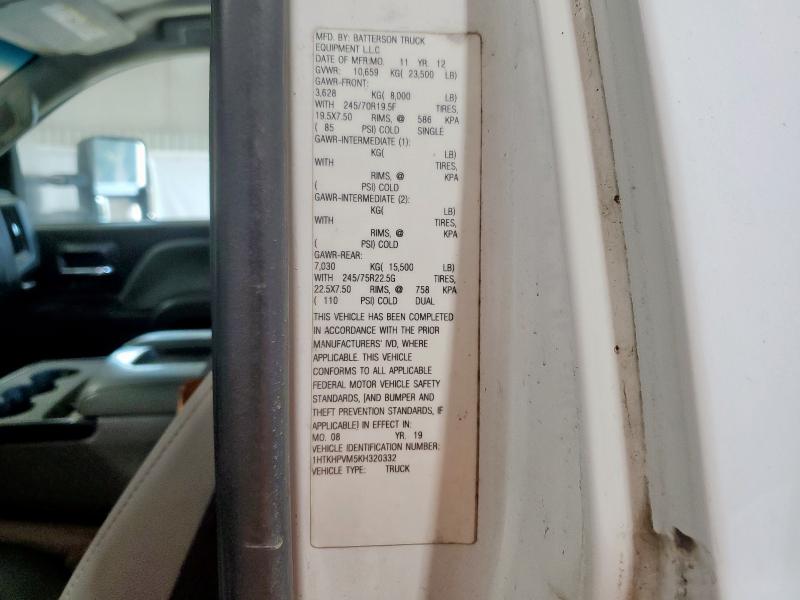 MFD. BY: BATTERSON TRUCK
EQUIPMENT L.L.C
DATE OF MFR:MO. 11 YR. 12
GVWR: 10,659 KG( 23,500 LB)
GAWR-FRONT:
3,628 KG( 8,000 LB)
WITH 245/70R19.5F TIRES,
19.5X7.50 RIMS, @ 586 KPA
( 85 PSI) COLD SINGLE
GAWR-INTERMEDIATE (1):
KG( LB)
WITH TIRES,
RIMS, @ KPA
( PSI) COLD
GAWR-INTERMEDIATE (2):
KG( LB)
WITH TIRES,
RIMS, @ KPA
( PSI) COLD
GAWR-REAR:
7,030 KG( 15,500 LB)
WITH 245/75R22.5G TIRES,
22.5X7.50 RIMS, @ 758 KPA
( 110 PSI) COLD DUAL
THIS VEHICLE HAS BEEN COMPLETED
IN ACCORDANCE WITH THE PRIOR
MANUFACTURERS' IVD, WHERE
APPLICABLE. THIS VEHICLE
CONFORMS TO ALL APPLICABLE
FEDERAL MOTOR VEHICLE SAFETY
STANDARDS, [AND BUMPER AND
THEFT PREVENTION STANDARDS, IF
APPLICABLE] IN EFFECT IN:
MO. 08 YR. 19
VEHICLE IDENTIFICATION NUMBER:
1HTKHPVM5KH320332
VEHICLE TYPE: TRUCK